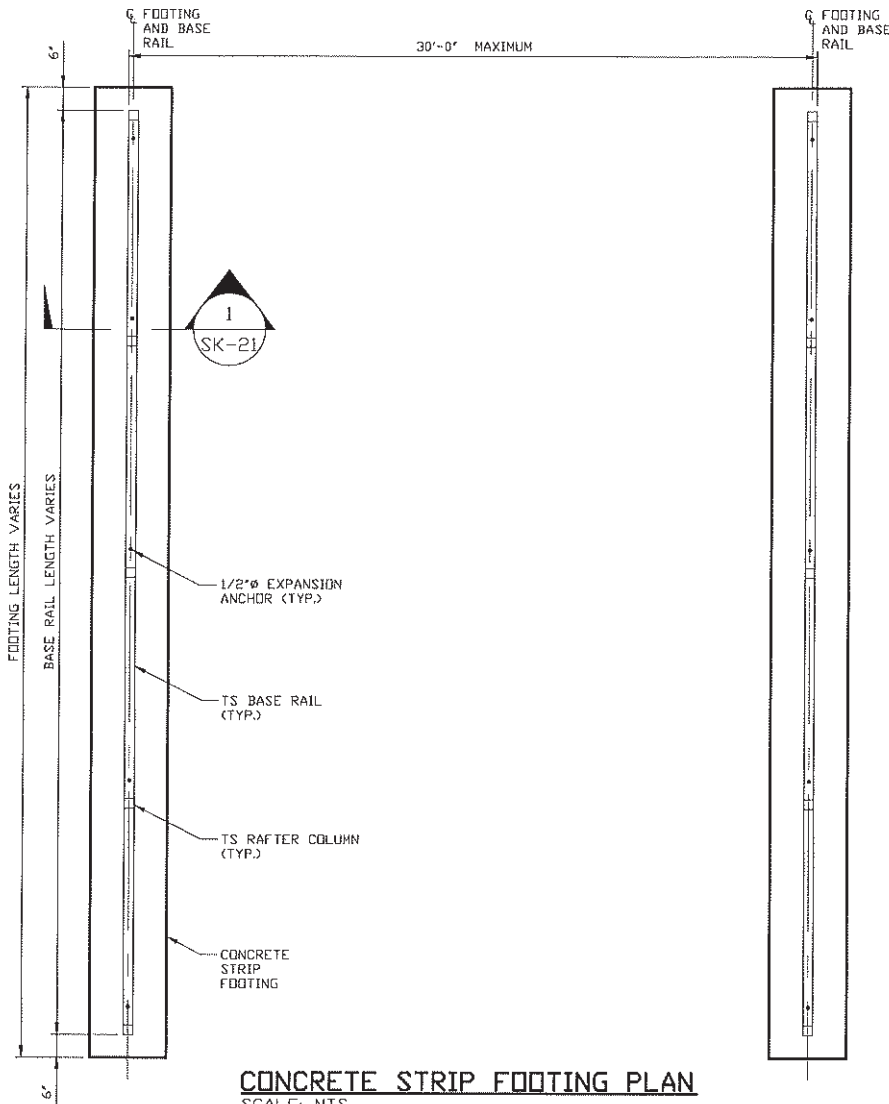 ℄ FOOTING
AND BASE
RAIL
℄ FOOTING
AND BASE
RAIL
30'-0" MAXIMUM
6"
1
SK-21
FOOTING LENGTH VARIES
BASE RAIL LENGTH VARIES
1/2"Ø EXPANSION
ANCHOR (TYP.)
TS BASE RAIL
(TYP.)
TS RAFTER COLUMN
(TYP.)
CONCRETE
STRIP
FOOTING
6"
CONCRETE STRIP FOOTING PLAN
SCALE: NTS